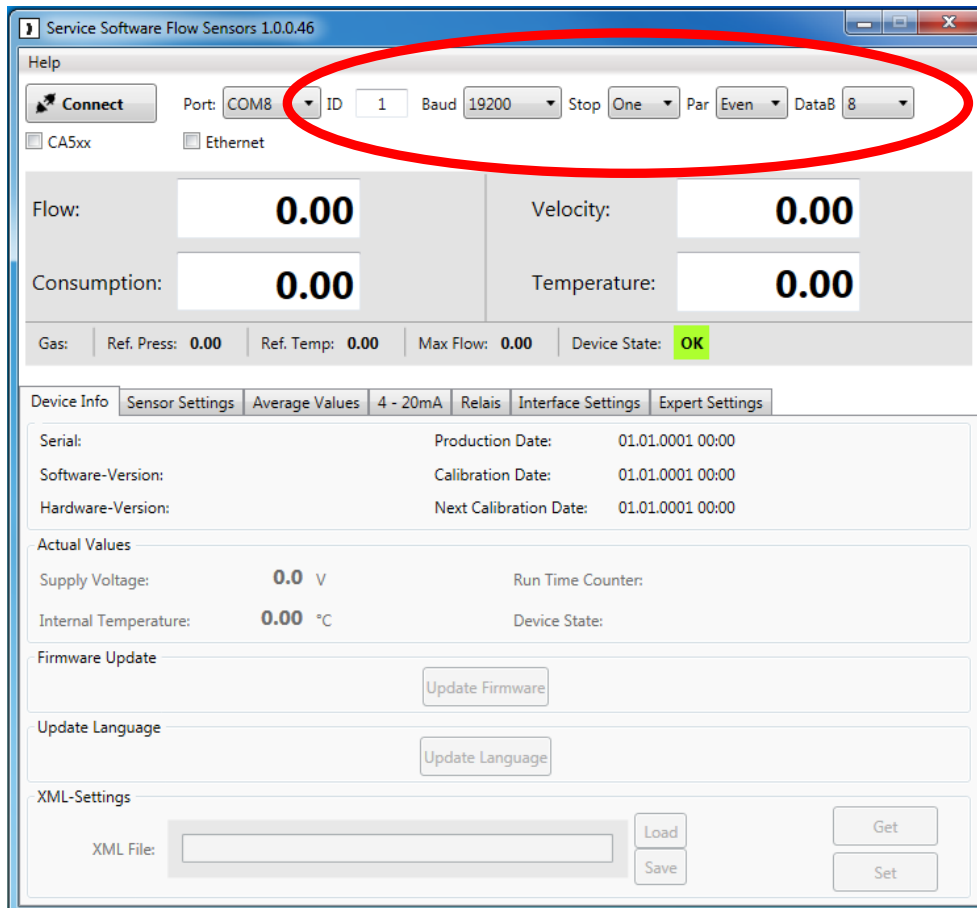 Service Software Flow Sensors 1.0.0.46
Help
Connect Port: COM8 ID 1 Baud 19200 Stop One Par Even DataB 8
CA5xx Ethernet
Flow: 0.00 Velocity: 0.00
Consumption: 0.00 Temperature: 0.00
Gas: Ref. Press: 0.00 Ref. Temp: 0.00 Max Flow: 0.00 Device State: OK
Device Info Sensor Settings Average Values 4 - 20mA Relais Interface Settings Expert Settings
Serial: Production Date: 01.01.0001 00:00
Software-Version: Calibration Date: 01.01.0001 00:00
Hardware-Version: Next Calibration Date: 01.01.0001 00:00
Actual Values
Supply Voltage: 0.0 V Run Time Counter:
Internal Temperature: 0.00 °C Device State:
Firmware Update
Update Firmware
Update Language
Update Language
XML-Settings
XML File: Load Get
Save Set